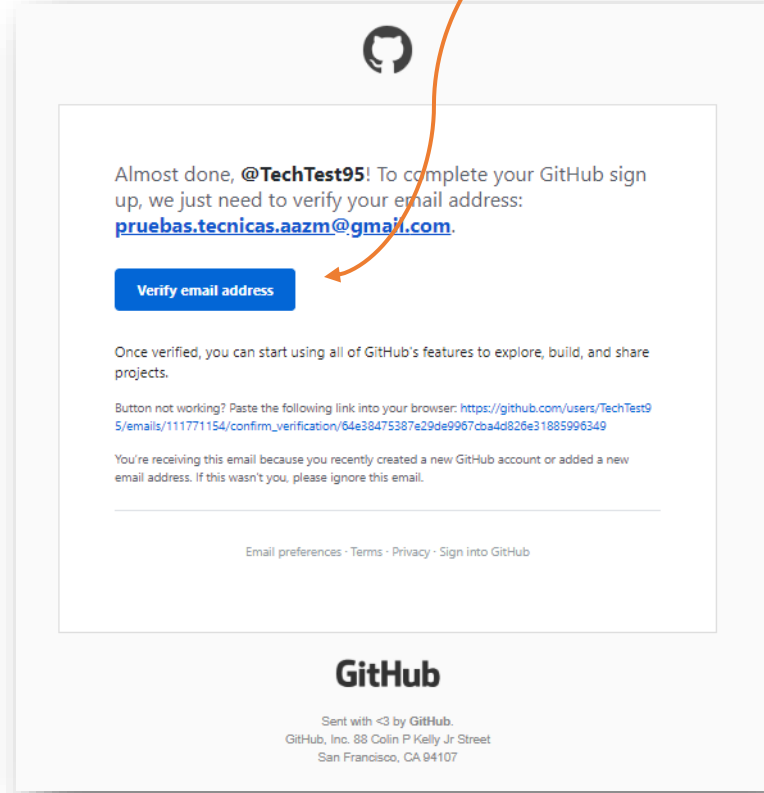 Almost done, @TechTest95! To complete your GitHub sign
up, we just need to verify your email address:
pruebas.tecnicas.aazm@gmail.com.
Verify email address
Once verified, you can start using all of GitHub's features to explore, build, and share
projects.
Button not working? Paste the following link into your browser: https://github.com/users/TechTest9
5/emails/111771154/confirm_verification/64e38475387e29de9967cba4d826e31885996349
You're receiving this email because you recently created a new GitHub account or added a new
email address. If this wasn't you, please ignore this email.
Email preferences · Terms · Privacy · Sign into GitHub
GitHub
Sent with <3 by GitHub.
GitHub, Inc. 88 Colin P Kelly Jr Street
San Francisco, CA 94107